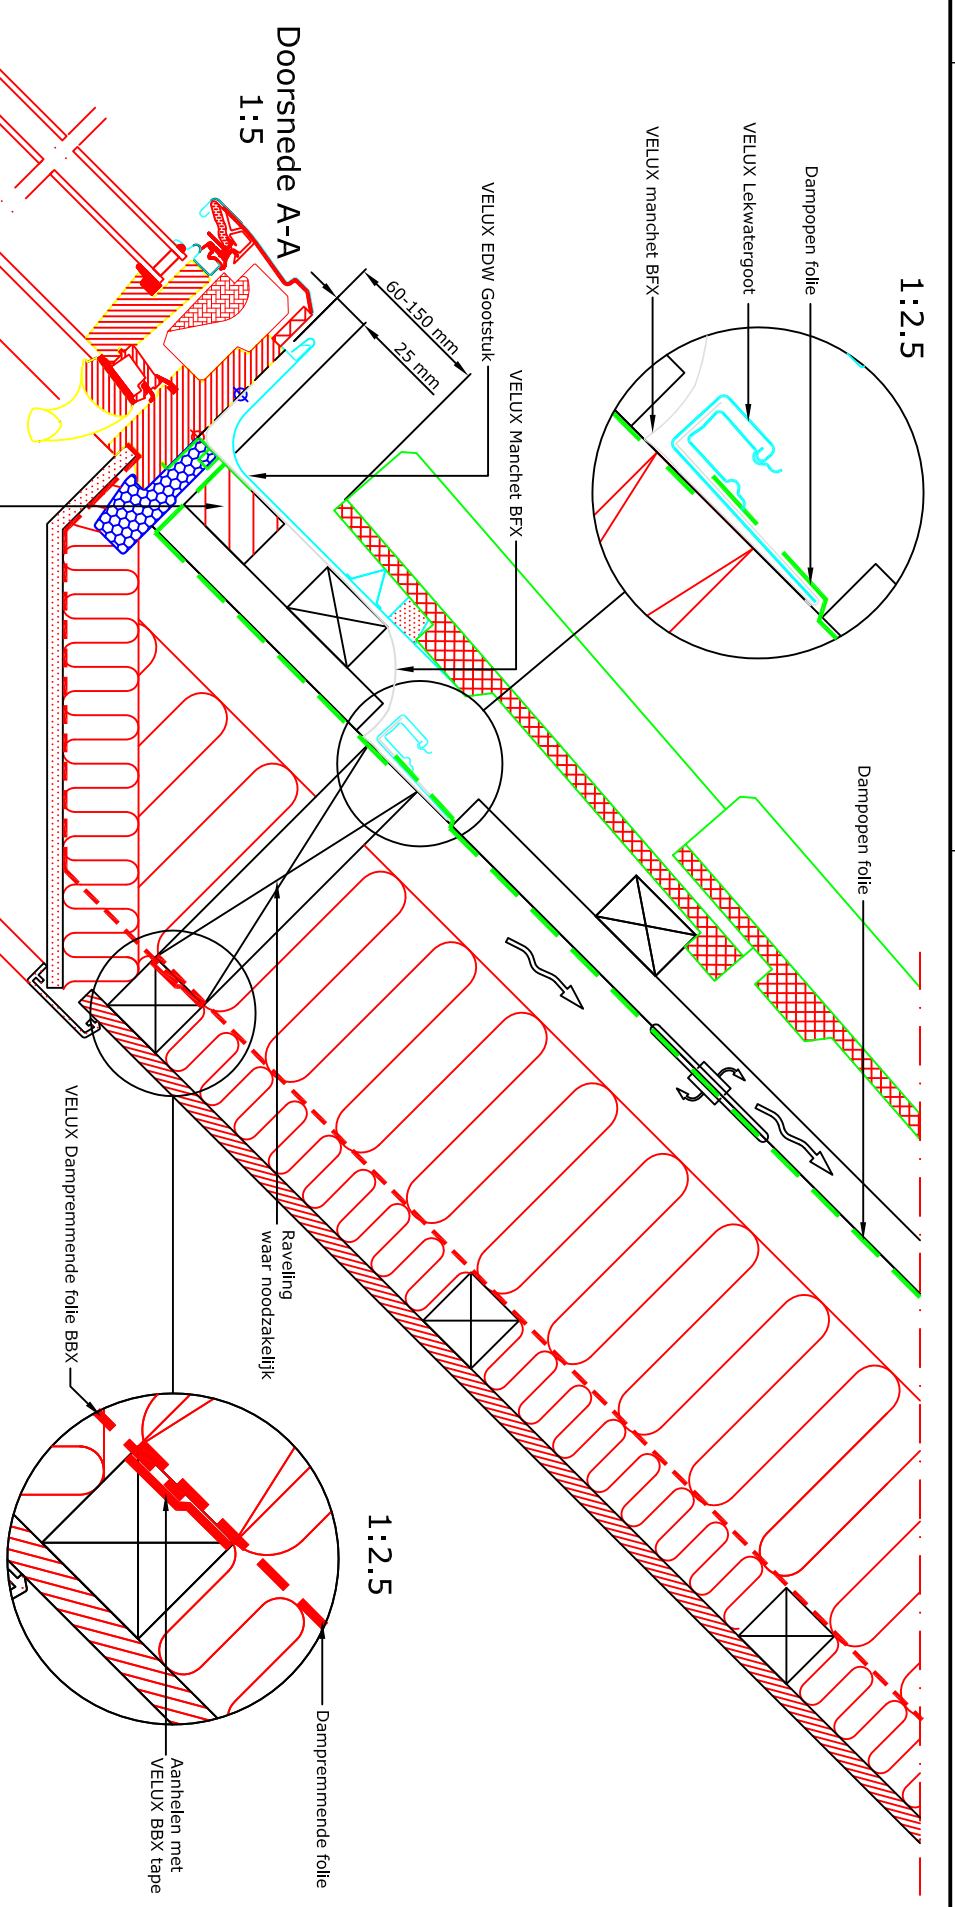 1:2.5
Dampopen folie
VELUX Lekwatergoot
VELUX manchet BFX
Doorsnede A-A
1:5
VELUX EDW Gootstuk
60-150 mm
25 mm
VELUX Manchet BFX
Dampopen folie
Raveling
waar noodzakelijk
VELUX Dampremmende folie BBX
1:2.5
Dampremmende folie
Aanhelen met
VELUX BBX tape